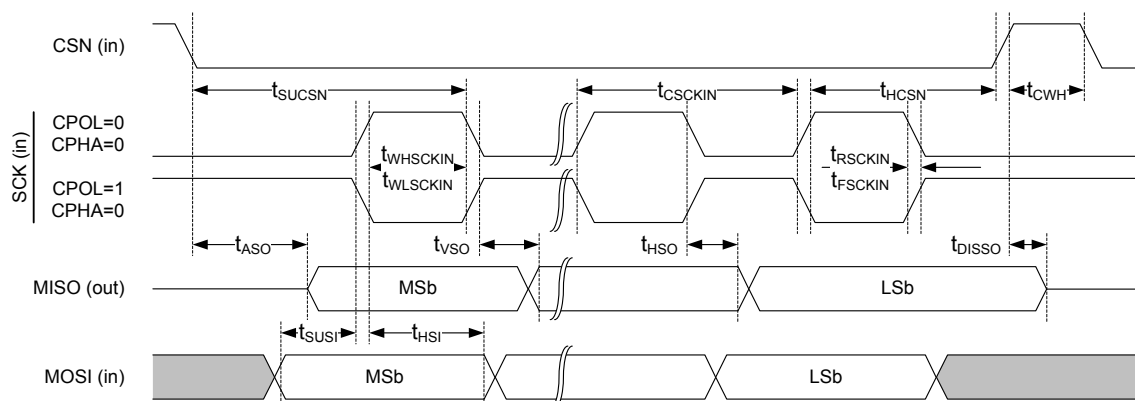 CSN (in)
tSUCSN
tCSCKIN
tHCSN
tCWH
SCK (in)
CPOL=0
CPHA=0
CPOL=1
CPHA=0
tWHSCKIN
tWLSCKIN
tRSCKIN
tFSCKIN
tASO
tVSO
tHSO
tDISSO
MISO (out)
MSb
LSb
tSUSI
tHSI
MOSI (in)
MSb
LSb